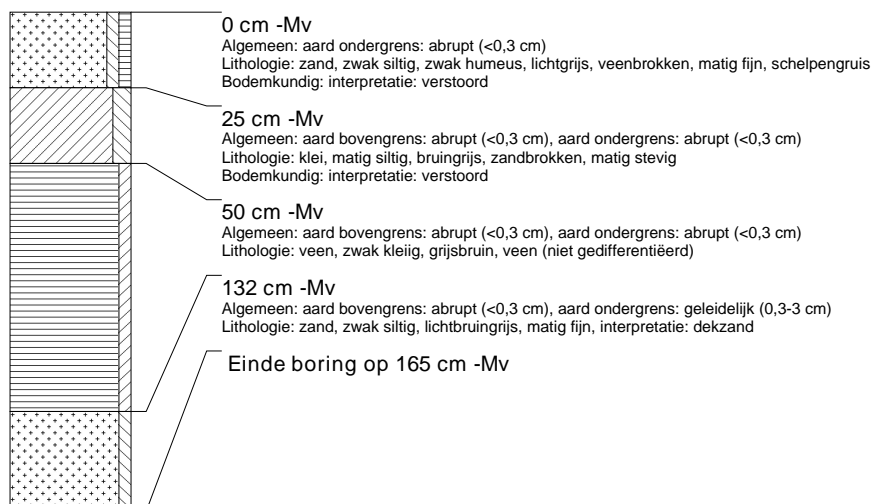 0 cm -Mv
Algemeen: aard ondergrens: abrupt (<0,3 cm)
Lithologie: zand, zwak siltig, zwak humeus, lichtgrijs, veenbrokken, matig fijn, schelpengruis
Bodemkundig: interpretatie: verstoord
25 cm -Mv
Algemeen: aard bovengrens: abrupt (<0,3 cm), aard ondergrens: abrupt (<0,3 cm)
Lithologie: klei, matig siltig, bruingrijs, zandbrokken, matig stevig
Bodemkundig: interpretatie: verstoord
50 cm -Mv
Algemeen: aard bovengrens: abrupt (<0,3 cm), aard ondergrens: abrupt (<0,3 cm)
Lithologie: veen, zwak kleiig, grijsbruin, veen (niet gedifferentiëerd)
132 cm -Mv
Algemeen: aard bovengrens: abrupt (<0,3 cm), aard ondergrens: geleidelijk (0,3-3 cm)
Lithologie: zand, zwak siltig, lichtbruingrijs, matig fijn, interpretatie: dekzand
Einde boring op 165 cm -Mv